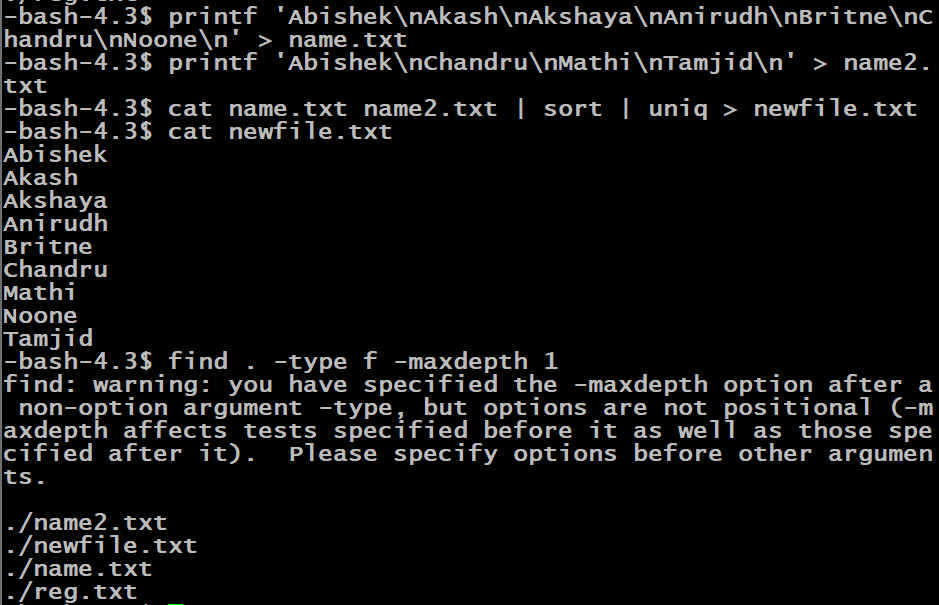 -bash-4.3$ printf 'Abishek\nAkash\nAkshaya\nAnirudh\nBritne\nC
handru\nNoone\n' > name.txt
-bash-4.3$ printf 'Abishek\nChandru\nMathi\nTamjid\n' > name2.
txt
-bash-4.3$ cat name.txt name2.txt | sort | uniq > newfile.txt
-bash-4.3$ cat newfile.txt
Abishek
Akash
Akshaya
Anirudh
Britne
Chandru
Mathi
Noone
Tamjid
-bash-4.3$ find . -type f -maxdepth 1
find: warning: you have specified the -maxdepth option after a
 non-option argument -type, but options are not positional (-m
axdepth affects tests specified before it as well as those spe
cified after it).  Please specify options before other argumen
ts.

./name2.txt
./newfile.txt
./name.txt
./reg.txt